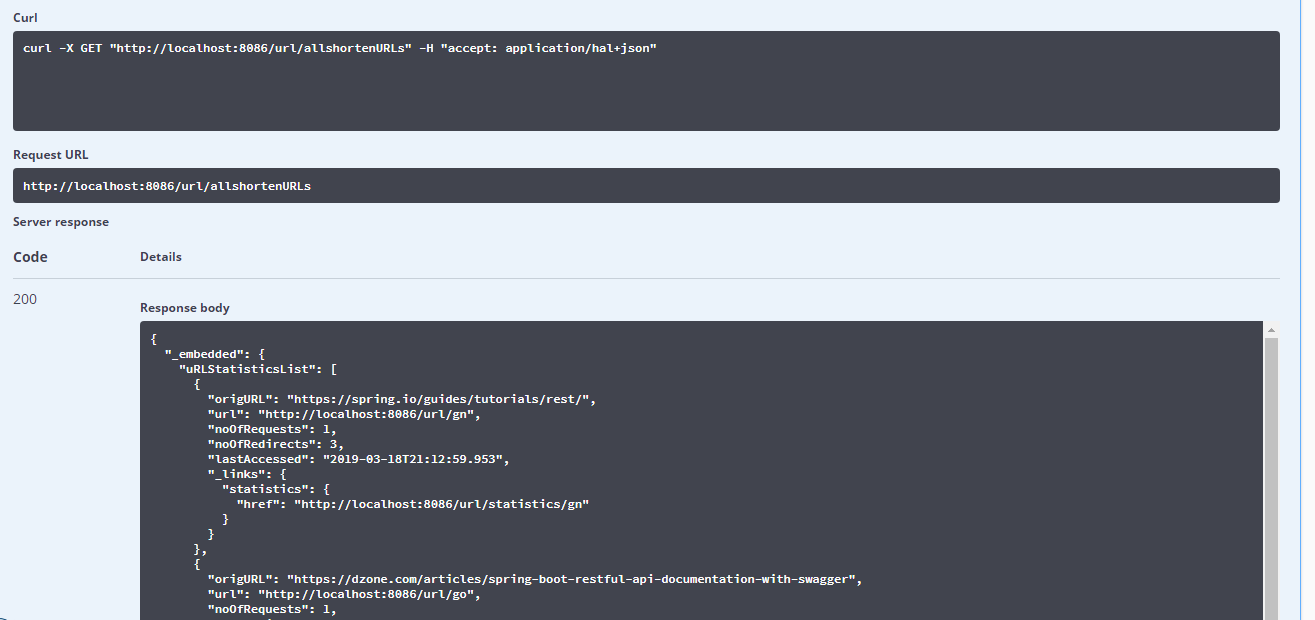 Curl
curl -X GET "http://localhost:8086/url/allshortenURLs" -H "accept: application/hal+json"
Request URL
http://localhost:8086/url/allshortenURLs
Server response
Code Details
200
Response body
{
"_embedded": {
"uRLStatisticsList": [
{
"origURL": "https://spring.io/guides/tutorials/rest/",
"url": "http://localhost:8086/url/gn",
"noOfRequests": 1,
"noOfRedirects": 3,
"lastAccessed": "2019-03-18T21:12:59.953",
"_links": {
"statistics": {
"href": "http://localhost:8086/url/statistics/gn"
}
}
},
{
"origURL": "https://dzone.com/articles/spring-boot-restful-api-documentation-with-swagger",
"url": "http://localhost:8086/url/go",
"noOfRequests": 1,